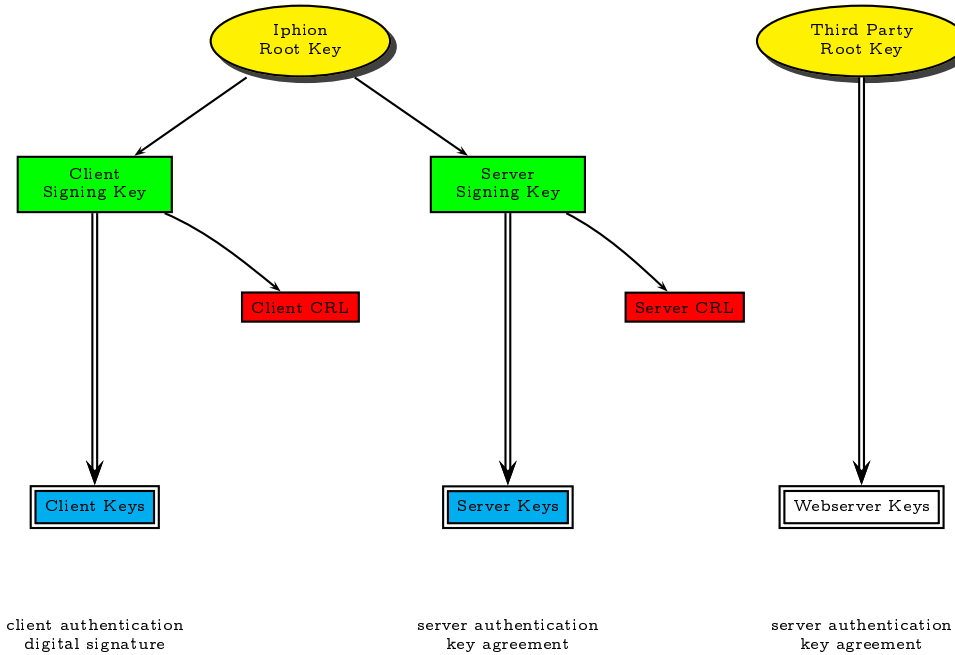 Iphion
Root Key
Third Party
Root Key
Client
Signing Key
Server
Signing Key
Client CRL
Server CRL
Client Keys
Server Keys
Webserver Keys
client authentication
digital signature
server authentication
key agreement
server authentication
key agreement